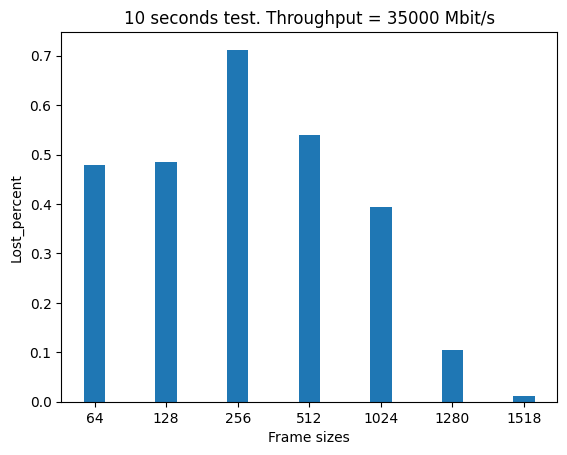 10 seconds test. Throughput = 35000 Mbit/s
Lost_percent
0.7
0.6
0.5
0.4
0.3
0.2
0.1
0.0
64 128 256 512 1024 1280 1518
Frame sizes